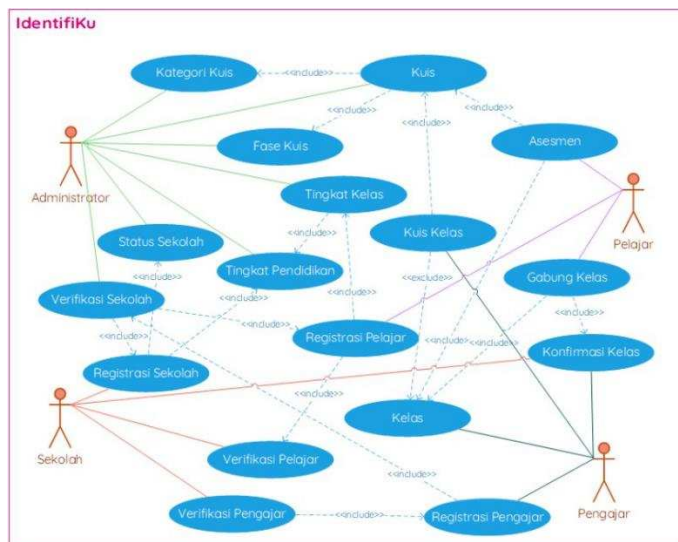 IdentifiKu
Kategori Kuis
<<include>>
Kuis
<<include>>
<<include>>
<<include>>
Fase Kuis
Asesmen
Administrator
Tingkat Kelas
Pelajar
Status Sekolah
<<include>>
Kuis Kelas
<<include>>
<<include>>
Tingkat Pendidikan
<<exclude>>
Gabung Kelas
Verifikasi Sekolah
<<include>>
<<include>>
<<include>>
<<include>>
Registrasi Pelajar
<<include>>
<<include>>
Konfirmasi Kelas
Registrasi Sekolah
<<include>>
Kelas
Sekolah
Verifikasi Pelajar
<<include>>
Verifikasi Pengajar
<<include>>
Registrasi Pengajar
Pengajar